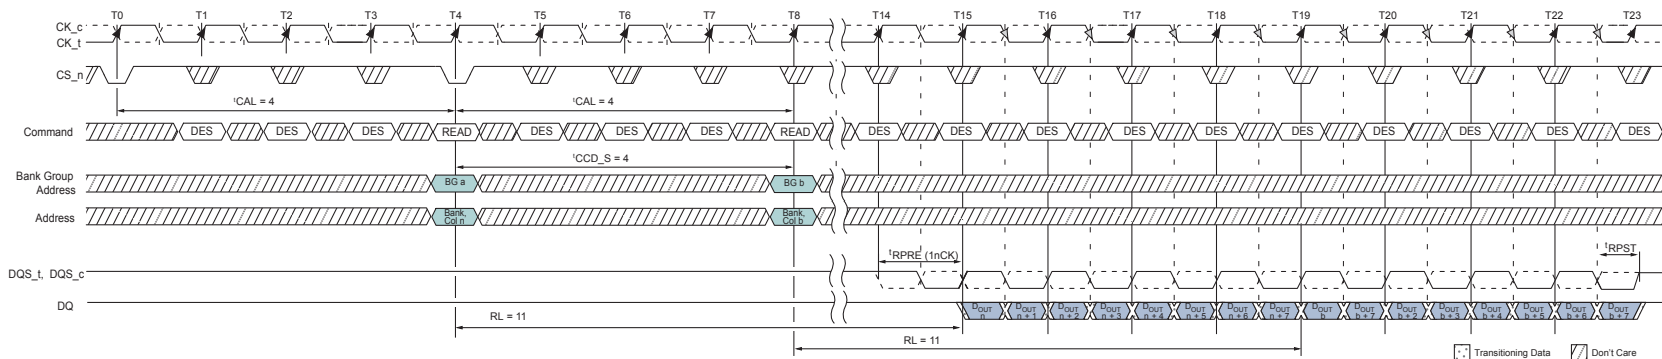 T0 T1 T2 T3 T4 T5 T6 T7 T8 T14 T15 T16 T17 T18 T19 T20 T21 T22 T23
CK_c
CK_t
CS_n
tCAL = 4 tCAL = 4
Command DES DES DES READ DES DES DES READ DES DES DES DES DES DES DES DES DES DES
tCCD_S = 4
Bank Group
Address
BG a BG b
Address
Bank,
Col n
Bank,
Col b
tRPRE (1nCK) tRPST
DQS_t, DQS_c
DQ
DOUT n DOUT n + 1 DOUT n + 2 DOUT n + 3 DOUT n + 4 DOUT n + 5 DOUT n + 6 DOUT n + 7 DOUT b DOUT b + 7 DOUT b + 2 DOUT b + 3 DOUT b + 4 DOUT b + 5 DOUT b + 6 DOUT b + 7
RL = 11
RL = 11
Transitioning Data Don't Care